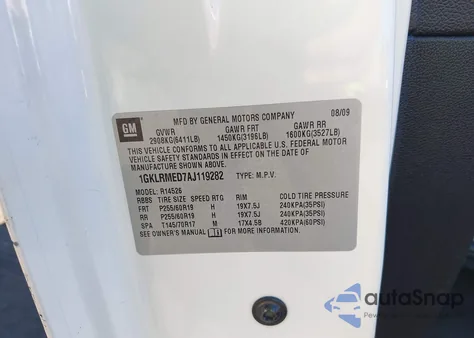 GM
MFD BY GENERAL MOTORS COMPANY 08/09
GVWR GAWR FRT GAWR RR
2908KG(6411LB) 1450KG(3196LB) 1600KG(3527LB)
THIS VEHICLE CONFORMS TO ALL APPLICABLE U.S. FEDERAL MOTOR
VEHICLE SAFETY STANDARDS IN EFFECT ON THE DATE OF
MANUFACTURE SHOWN ABOVE.
1GKLRMED7AJ119282 TYPE: M.P.V.
MODEL: R14526
RBBS TIRE SIZE SPEED RTG RIM COLD TIRE PRESSURE
FRT P255/60R19 H 19X7.5J 240KPA(35PSI)
RR P255/60R19 H 19X7.5J 240KPA(35PSI)
SPA T145/70R17 M 17X4.5B 420KPA(60PSI)
SEE OWNER'S MANUAL FOR MORE INFORMATION.
autoSnap